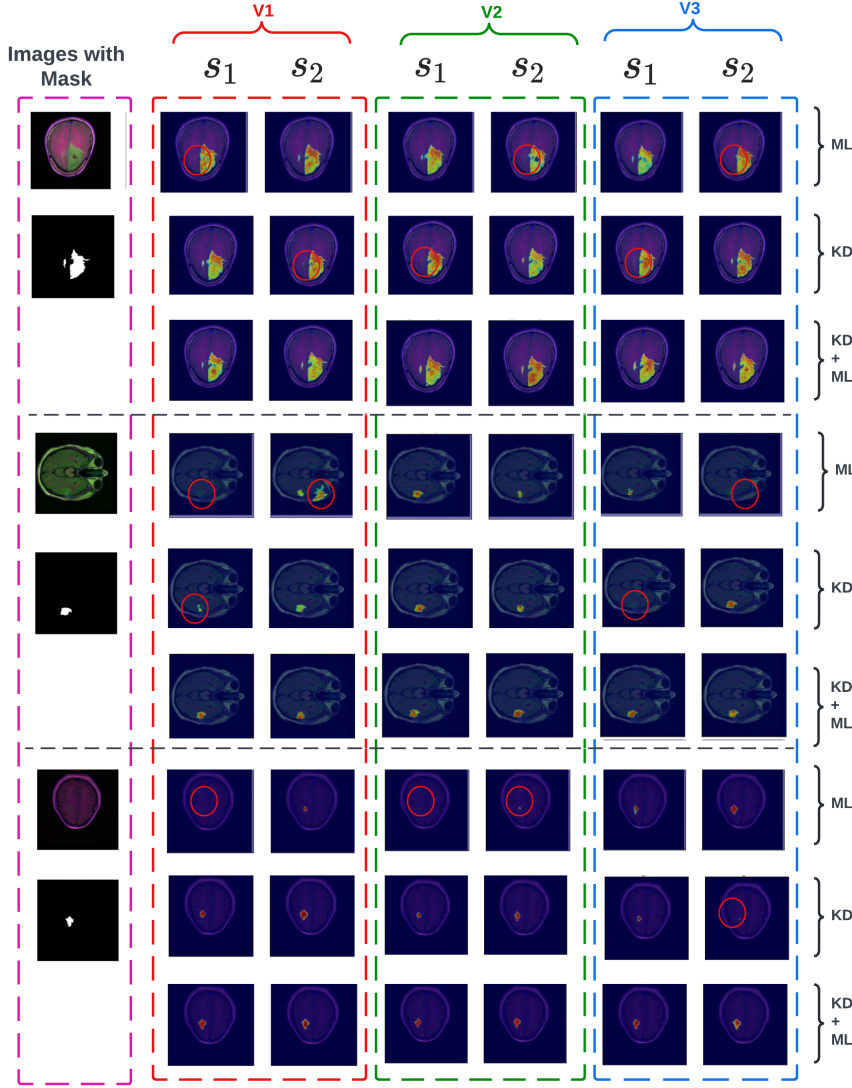 V1
V2
V3
Images with
Mask
s1
s2
s1
s2
s1
s2
ML
KD
KD
+
ML
ML
KD
KD
+
ML
ML
KD
KD
+
ML